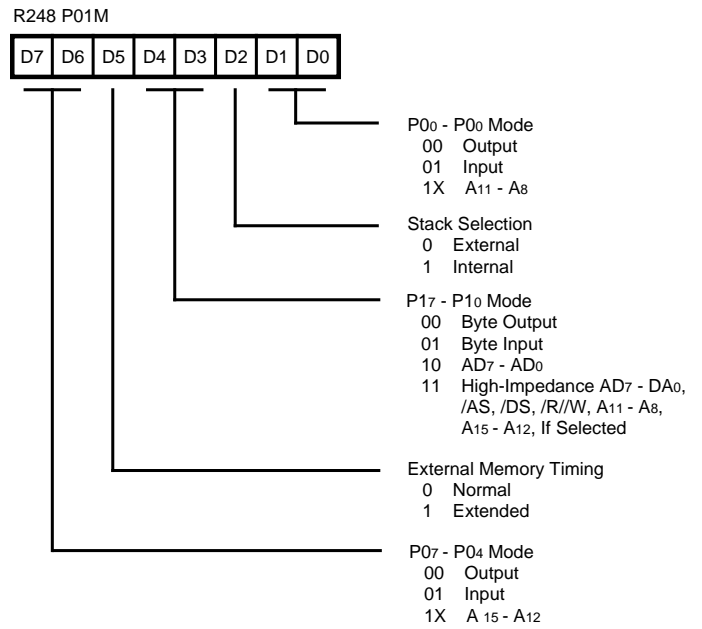 R248 P01M
D7 D6 D5 D4 D3 D2 D1 D0
P00 - P00 Mode
00 Output
01 Input
1X A11 - A8
Stack Selection
0 External
1 Internal
P17 - P10 Mode
00 Byte Output
01 Byte Input
10 AD7 - AD0
11 High-Impedance AD7 - DA0,
/AS, /DS, /R//W, A11 - A8,
A15 - A12, If Selected
External Memory Timing
0 Normal
1 Extended
P07 - P04 Mode
00 Output
01 Input
1X A 15 - A12